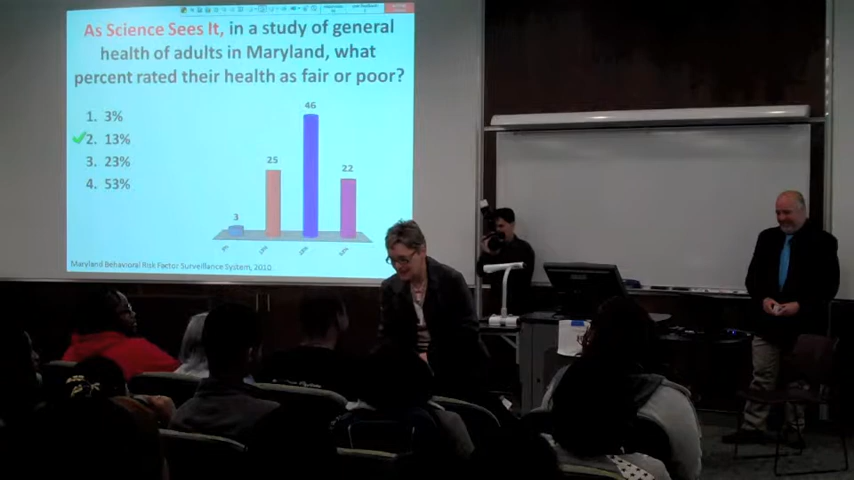 As Science Sees It, in a study of general
health of adults in Maryland, what
percent rated their health as fair or poor?
1. 3%
2. 13%
3. 23%
4. 53%
46
25
22
3
Maryland Behavioral Risk Factor Surveillance System, 2010.